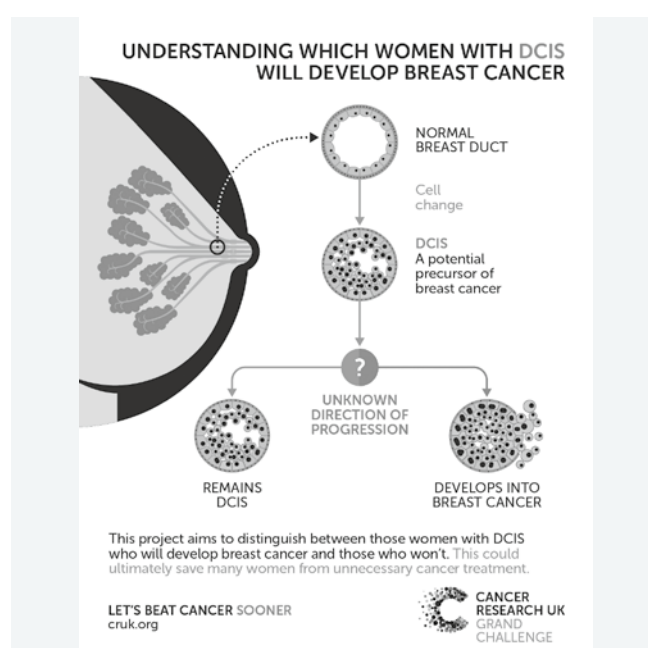 UNDERSTANDING WHICH WOMEN WITH DCIS
WILL DEVELOP BREAST CANCER
NORMAL
BREAST DUCT
Cell
change
DCIS
A potential
precursor of
breast cancer
?
UNKNOWN
DIRECTION OF
PROGRESSION
REMAINS
DCIS
DEVELOPS INTO
BREAST CANCER
This project aims to distinguish between those women with DCIS
who will develop breast cancer and those who won't. This could
ultimately save many women from unnecessary cancer treatment.
LET'S BEAT CANCER SOONER
cruk.org
CANCER
RESEARCH UK
GRAND
CHALLENGE